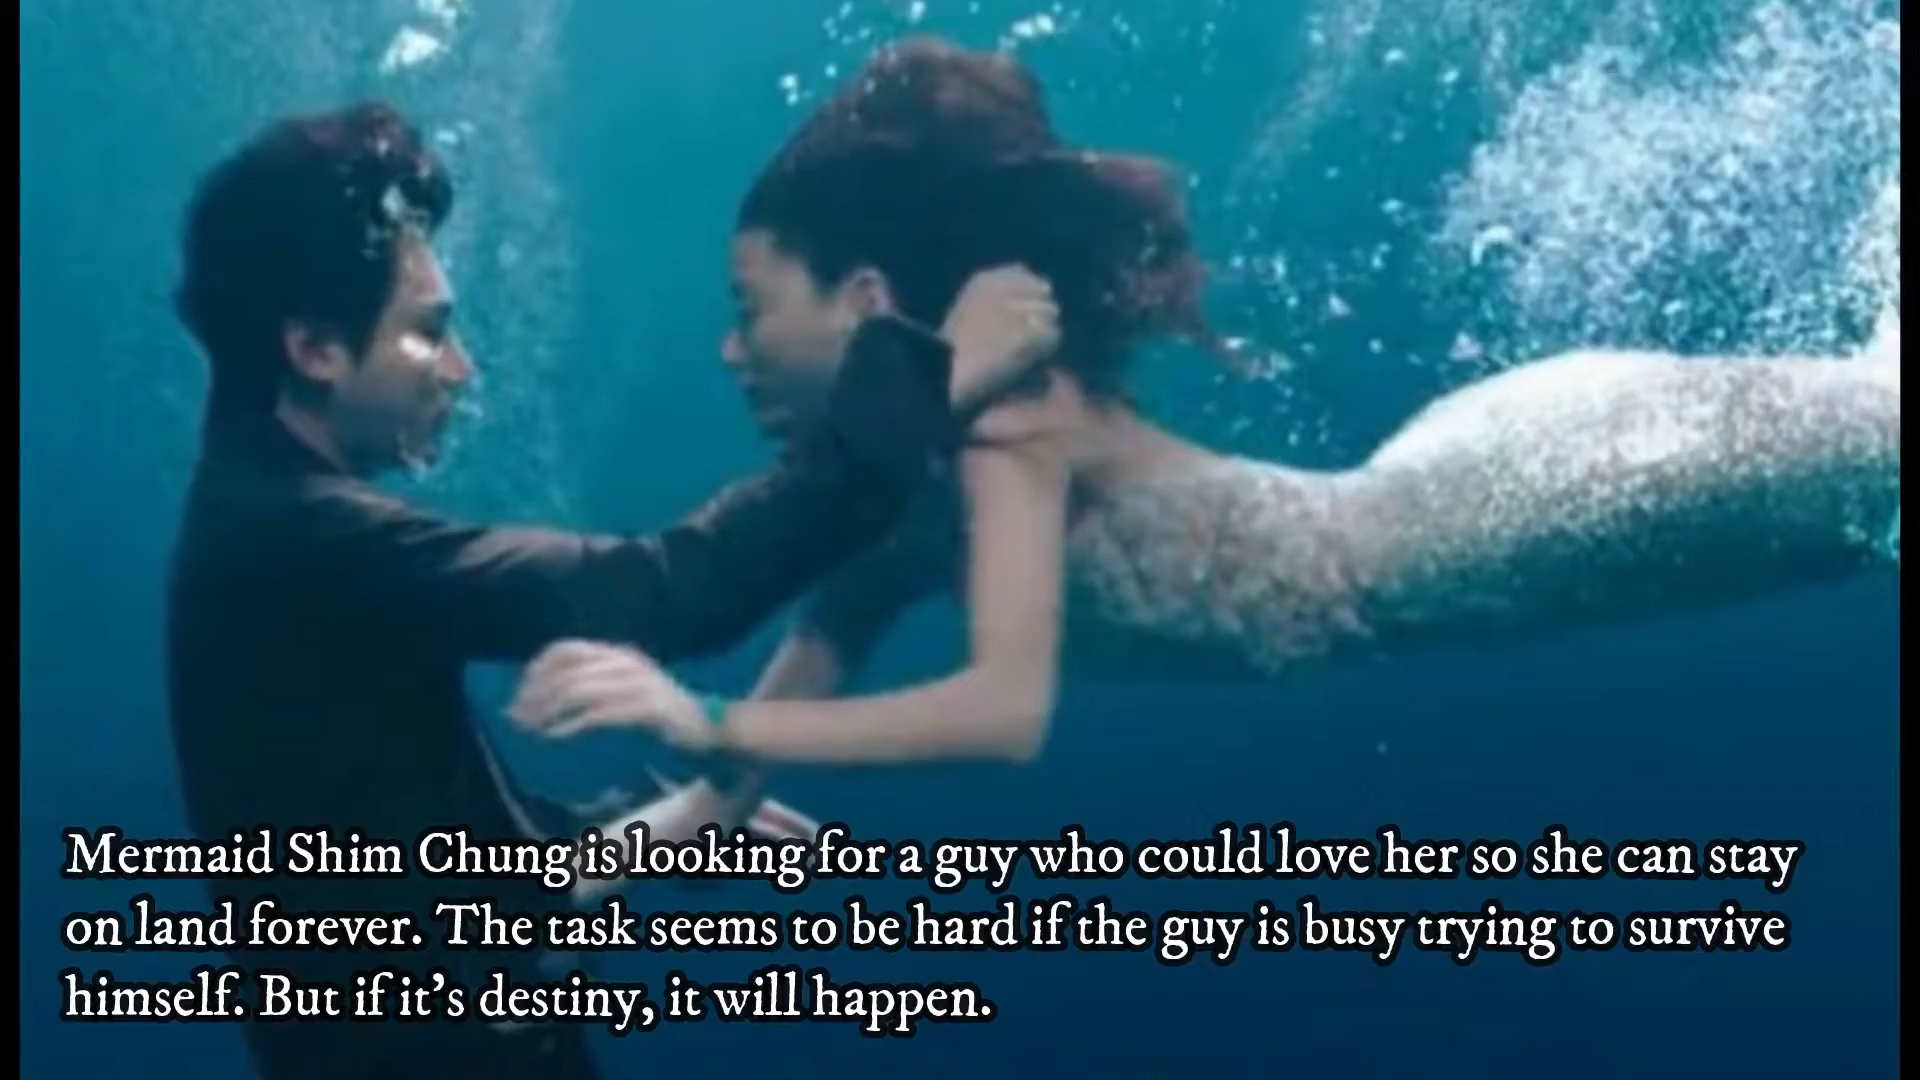 Mermaid Shim Chung is looking for a guy who could love her so she can stay
on land forever. The task seems to be hard if the guy is busy trying to survive
himself. But if it's destiny, it will happen.